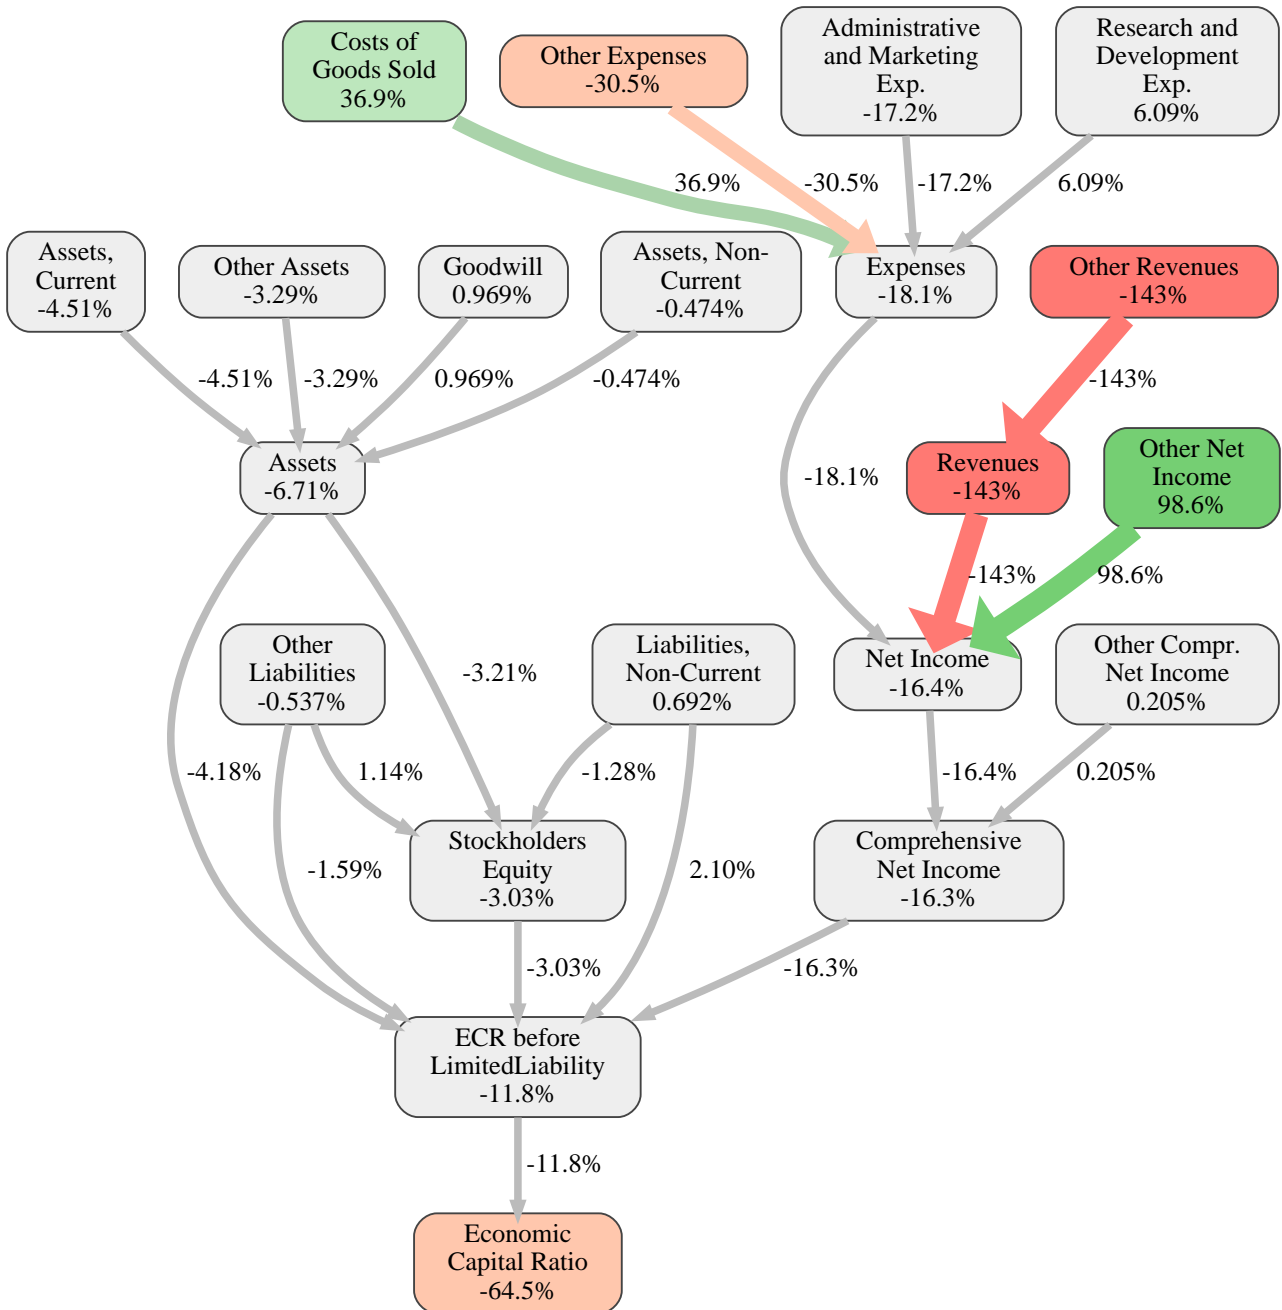 Costs of
Goods Sold
36.9%
Other Expenses
-30.5%
Administrative
and Marketing
Exp.
-17.2%
Research and
Development
Exp.
6.09%
36.9%
-30.5%
-17.2%
6.09%
Assets,
Current
-4.51%
Other Assets
-3.29%
Goodwill
0.969%
Assets, Non-
Current
-0.474%
Expenses
-18.1%
Other Revenues
-143%
-4.51%
-3.29%
0.969%
-0.474%
-143%
Assets
-6.71%
-18.1%
Revenues
-143%
Other Net
Income
98.6%
-143%
98.6%
Other
Liabilities
-0.537%
-3.21%
Liabilities,
Non-Current
0.692%
Net Income
-16.4%
Other Compr.
Net Income
0.205%
-4.18%
1.14%
-1.28%
-16.4%
0.205%
-1.59%
Stockholders
Equity
-3.03%
2.10%
Comprehensive
Net Income
-16.3%
-3.03%
-16.3%
ECR before
LimitedLiability
-11.8%
-11.8%
Economic
Capital Ratio
-64.5%